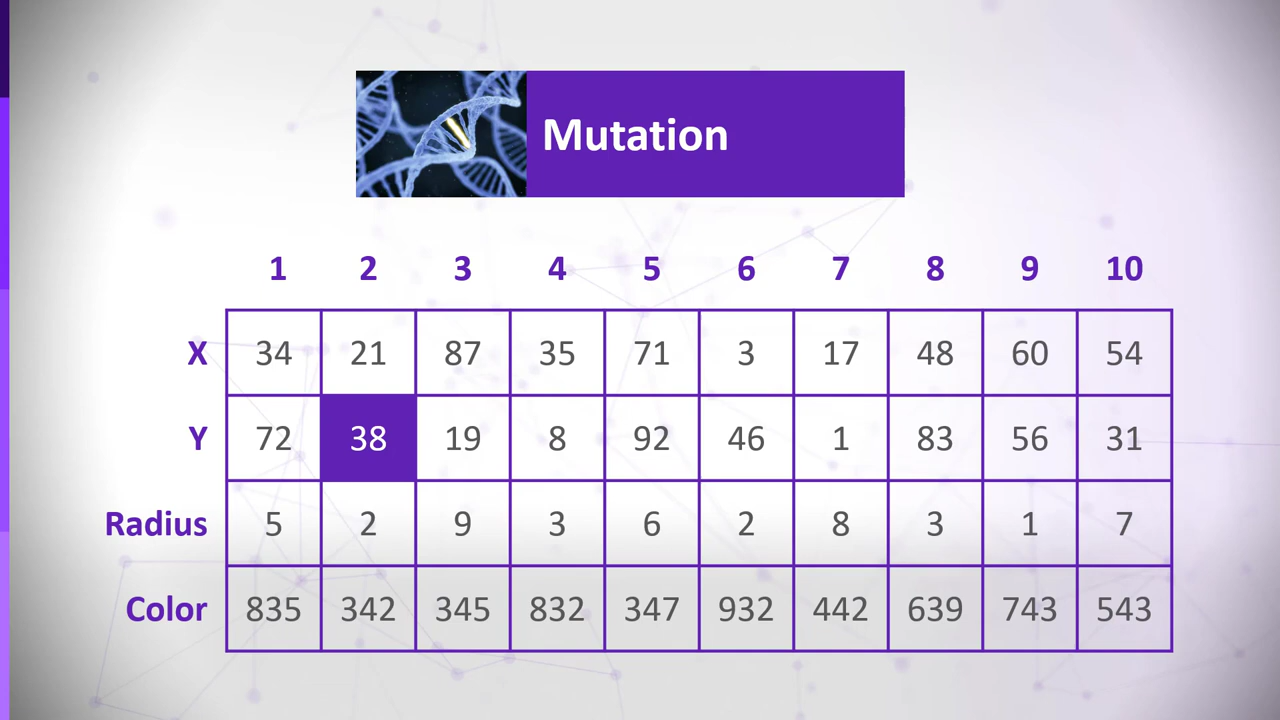 Mutation
1 2 3 4 5 6 7 8 9 10
X 34 21 87 35 71 3 17 48 60 54
Y 72 38 19 8 92 46 1 83 56 31
Radius 5 2 9 3 6 2 8 3 1 7
Color 835 342 345 832 347 932 442 639 743 543